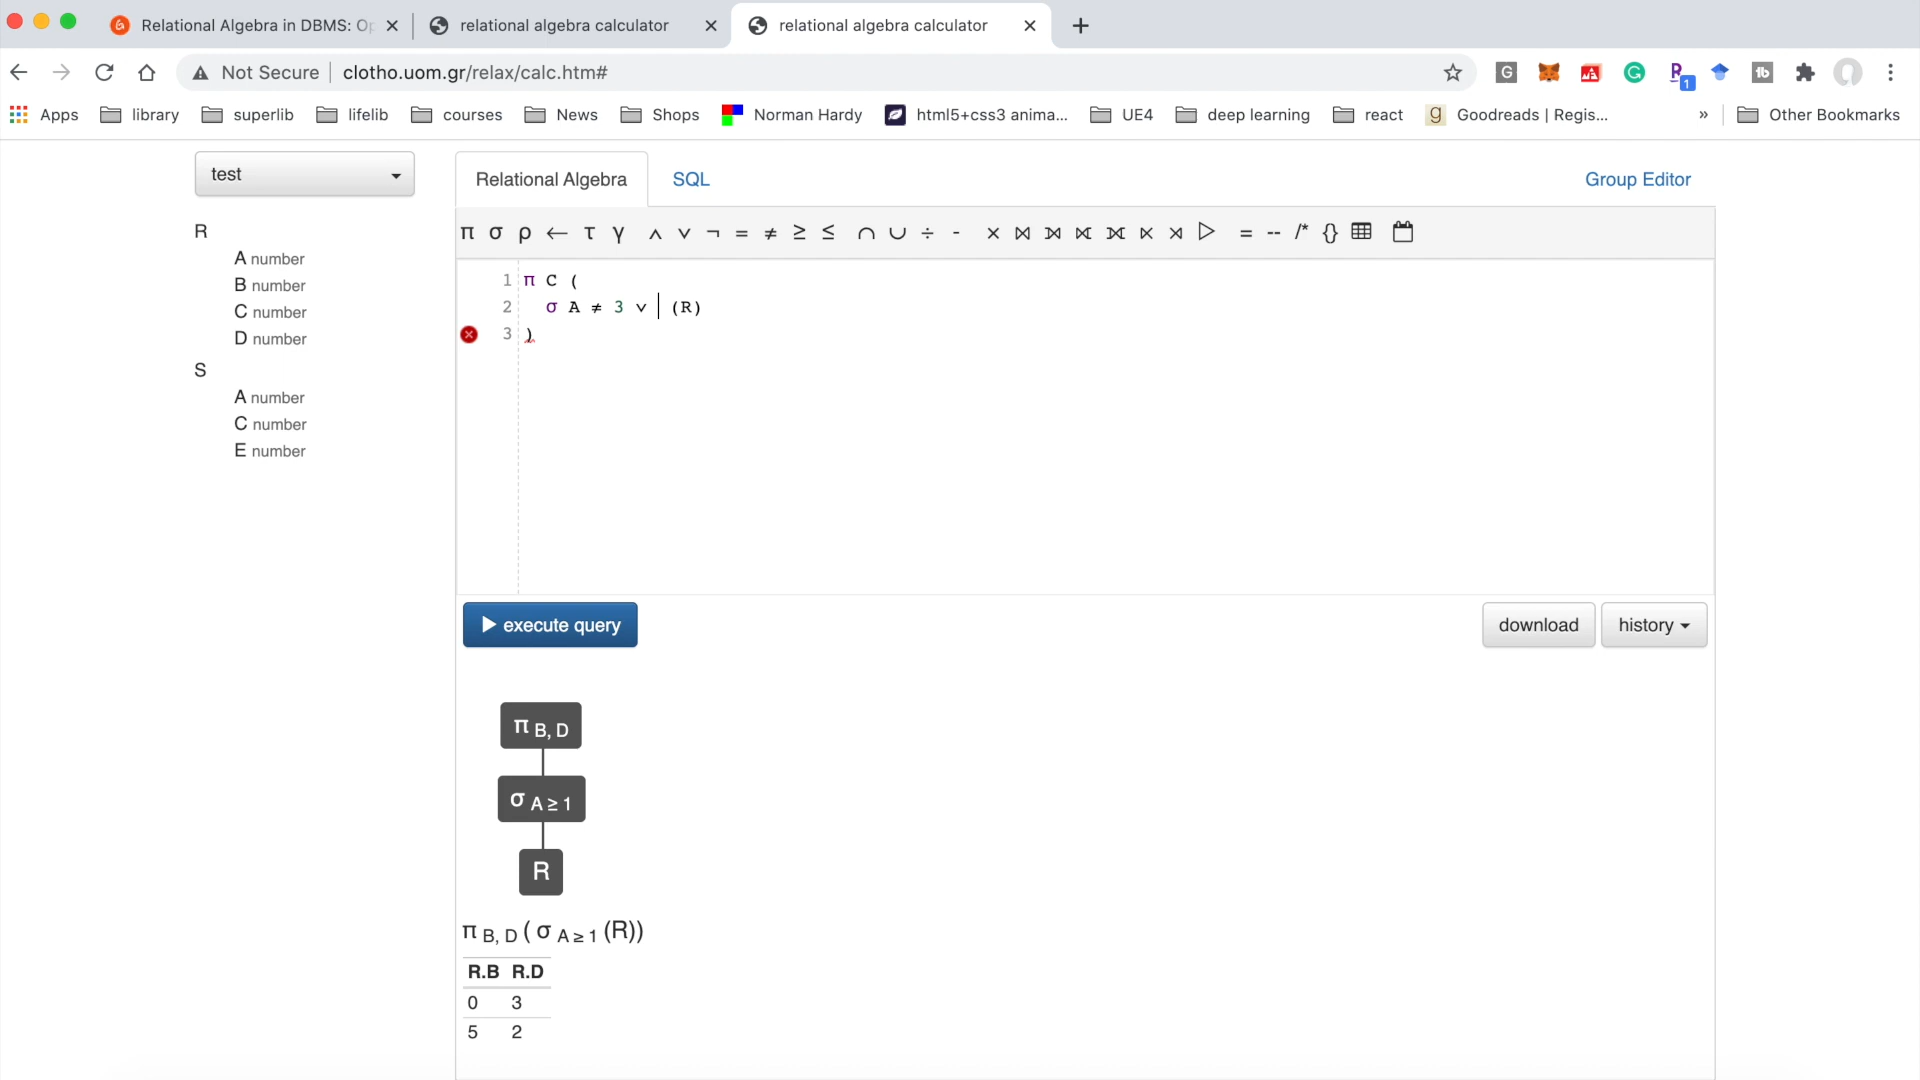 Relational Algebra in DBMS: Op
relational algebra calculator
relational algebra calculator
Not Secure
clotho.uom.gr/relax/calc.htm#
Apps
library
superlib
lifelib
courses
News
Shops
Norman Hardy
html5+css3 anima...
UE4
deep learning
react
Goodreads | Regis...
»
Other Bookmarks
test
Relational Algebra
SQL
Group Editor
R
A number
B number
C number
D number
S
A number
C number
E number
π σ ρ ← τ γ ∧ ∨ ¬ = ≠ ≥ ≤ ∩ ∪ ÷ - × ⋈ ⟕ ⟖ ⟗ ⋉ ⋊ ▷ = -- /* {}
1 π C (
2 σ A ≠ 3 ∨ (R)
3 )
execute query
download
history
π B, D
σ A ≥ 1
R
π B, D ( σ A ≥ 1 (R))
R.B R.D
0 3
5 2